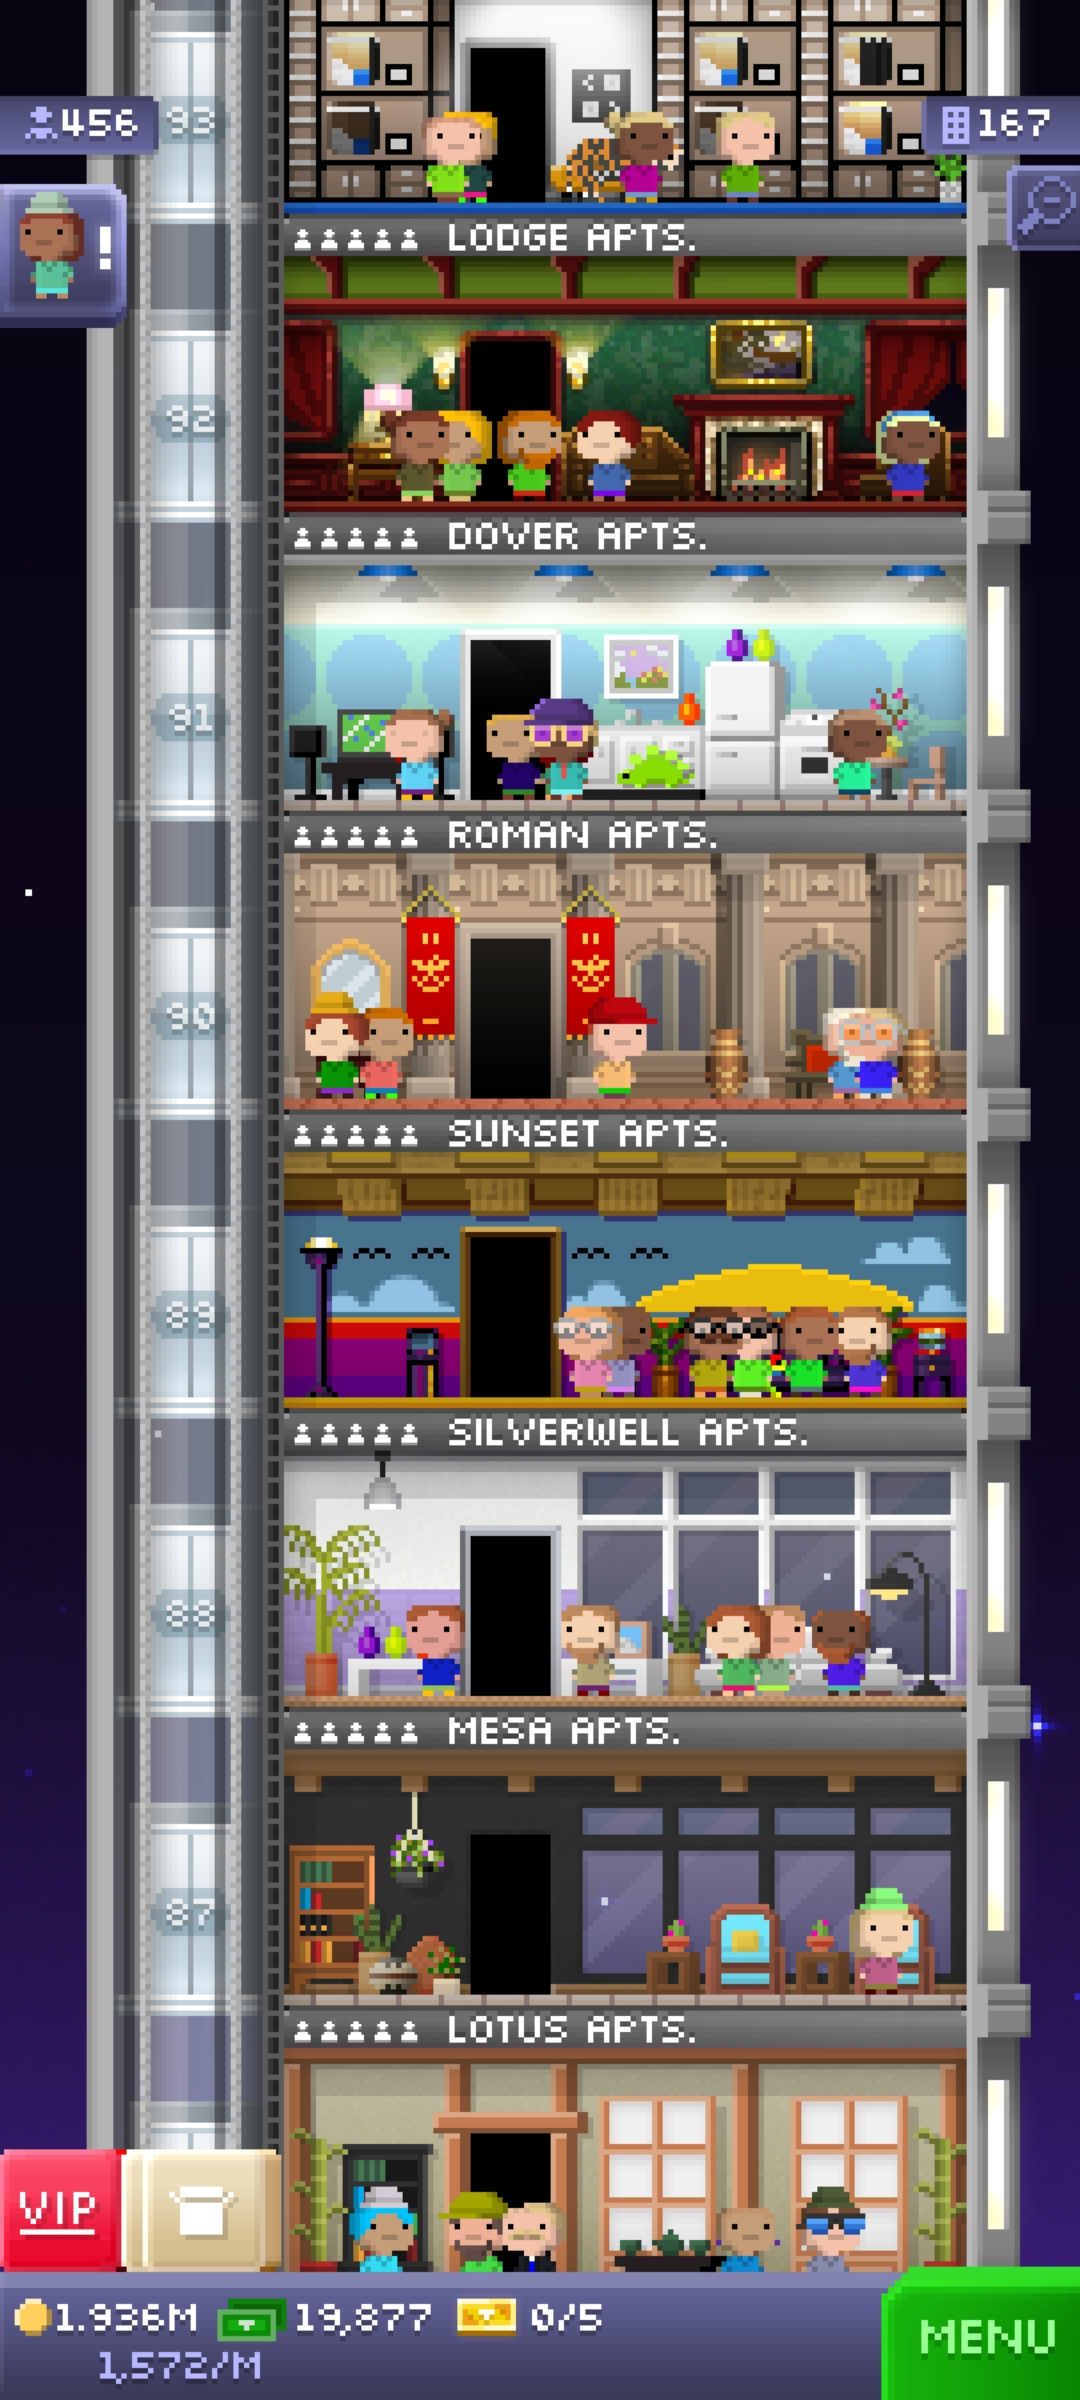 456
93
167
!
LODGE APTS.
92
DOVER APTS.
91
ROMAN APTS.
90
SUNSET APTS.
89
SILVERWELL APTS.
88
MESA APTS.
87
LOTUS APTS.
VIP
1.936M 19,877 0/5
1,572/M
MENU